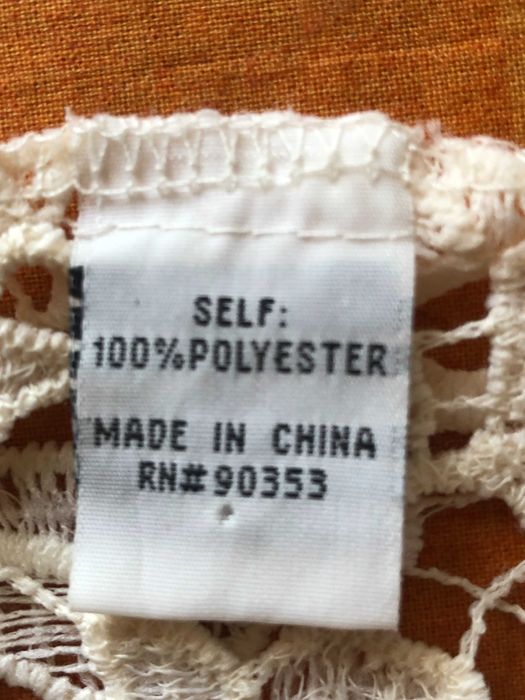 SELF:
100%POLYESTER
MADE IN CHINA
RN#90353